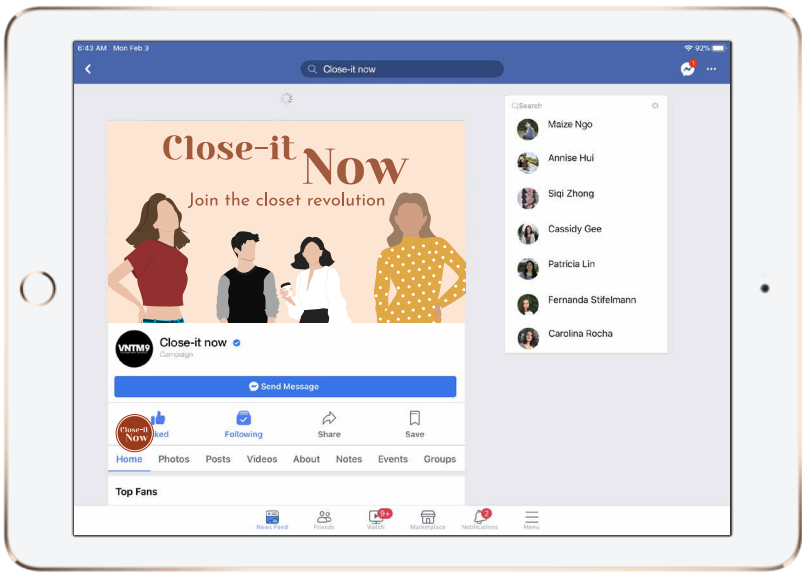 6:43 AM Mon Feb 3
92%
Close-it now
1
Close-it
Now
Join the closet revolution
Search
Maize Ngo
Annise Hui
Siqi Zhong
Cassidy Gee
Patricia Lin
Fernanda Stifelmann
Carolina Rocha
VNTM9
Close-it now
Campaign
Send Message
Close-it
Now
ked
Following
Share
Save
Home Photos Posts Videos About Notes Events Groups
Top Fans
9+
2
News Feed Friends Watch Marketplace Notifications Menu